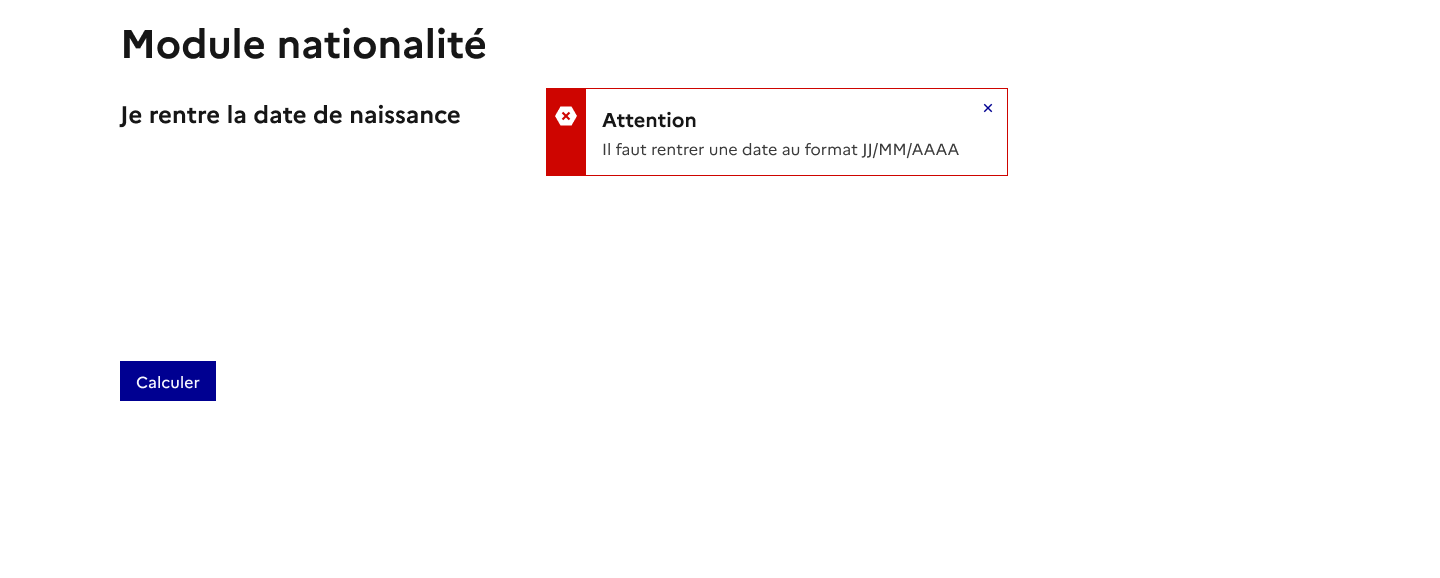 Module nationalité
Je rentre la date de naissance
Attention
Il faut rentrer une date au format JJ/MM/AAAA
Calculer